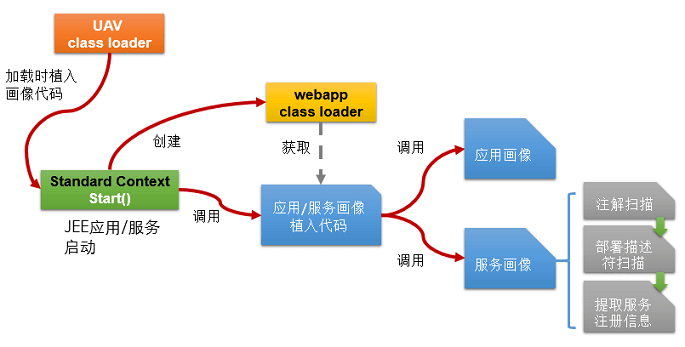 UAV
class loader
加载时植入
画像代码
webapp
class loader
创建
获取
Standard Context
Start()
JEE应用/服务
启动
调用
应用/服务画像
植入代码
调用
应用画像
调用
服务画像
注解扫描
部署描述
符扫描
提取服务
注册信息